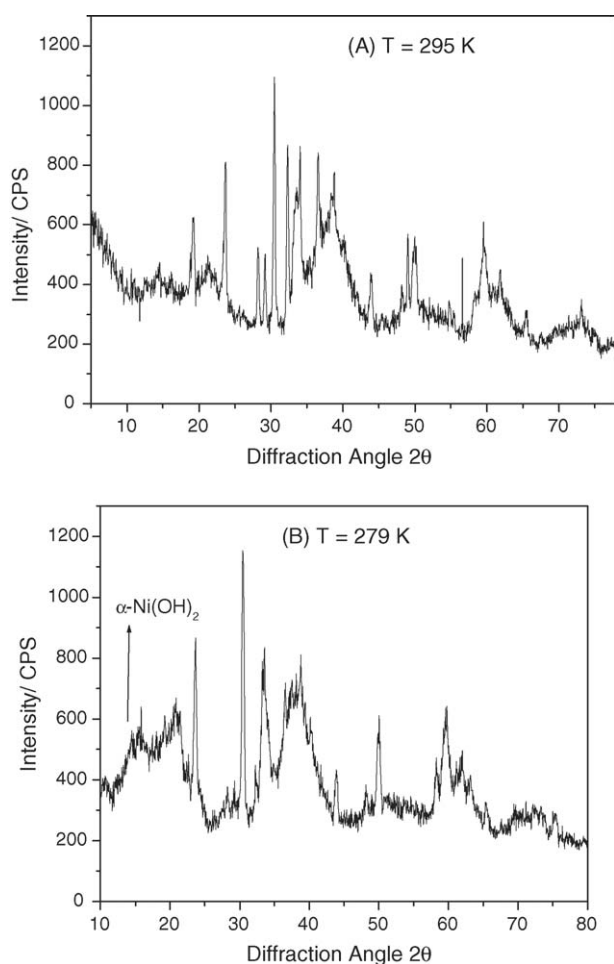 (A) T = 295 K
1200
1000
800
600
400
200
0
Intensity/ CPS
10 20 30 40 50 60 70
Diffraction Angle 2θ
(B) T = 279 K
α-Ni(OH)₂
1200
1000
800
600
400
200
0
Intensity/ CPS
10 20 30 40 50 60 70 80
Diffraction Angle 2θ